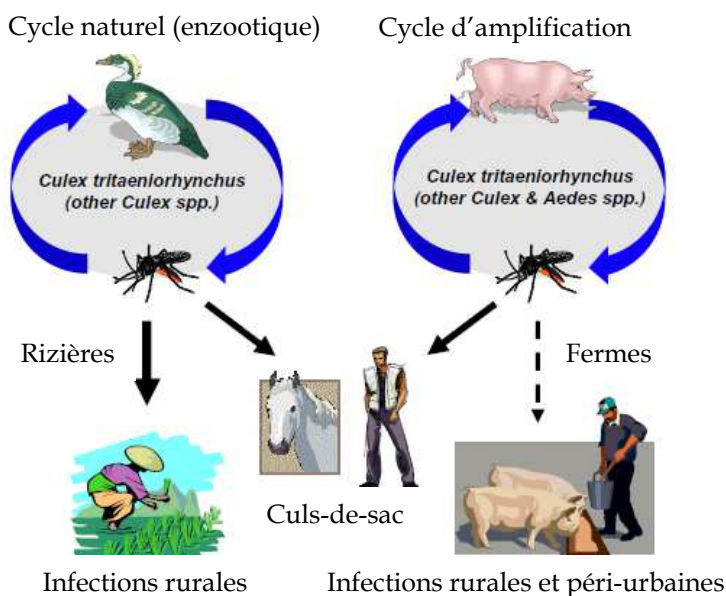 Cycle naturel (enzootique)
Cycle d’amplification
Culex tritaeniorhynchus
(other Culex spp.)
Culex tritaeniorhynchus
(other Culex & Aedes spp.)
Rizières
Fermes
Culs-de-sac
Infections rurales
Infections rurales et péri-urbaines